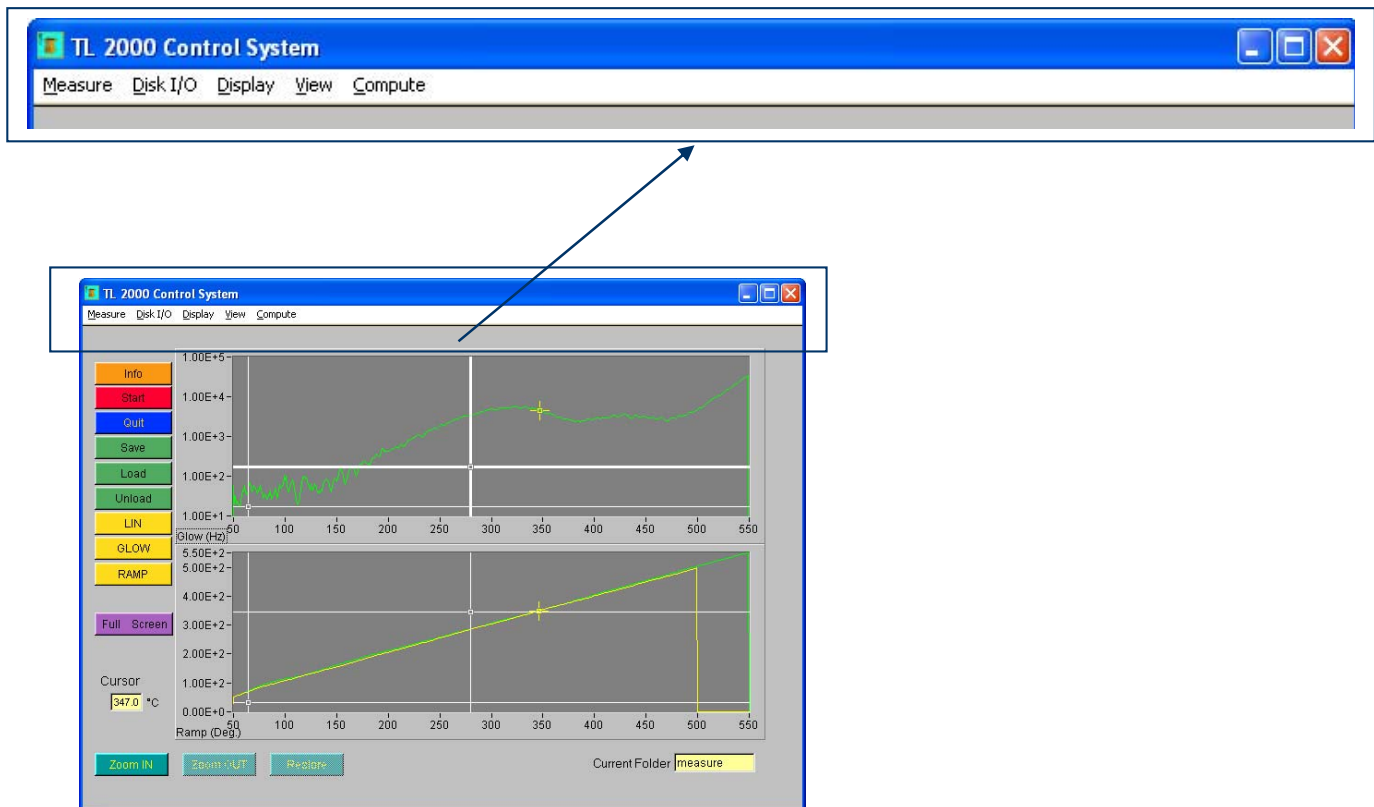 TL 2000 Control System
Measure Disk I/O Display View Compute
TL 2000 Control System
Measure Disk I/O Display View Compute
Info
Start
Quit
Save
Load
Unload
LIN
GLOW
RAMP
Full Screen
Cursor
347.0 °C
1.00E+5
1.00E+4
1.00E+3
1.00E+2
1.00E+1
50 100 150 200 250 300 350 400 450 500 550
Glow (Hz)
5.50E+2
5.00E+2
4.00E+2
3.00E+2
2.00E+2
1.00E+2
0.00E+0
50 100 150 200 250 300 350 400 450 500 550
Ramp (Deg.)
Zoom IN Zoom OUT Restore Current Folder measure